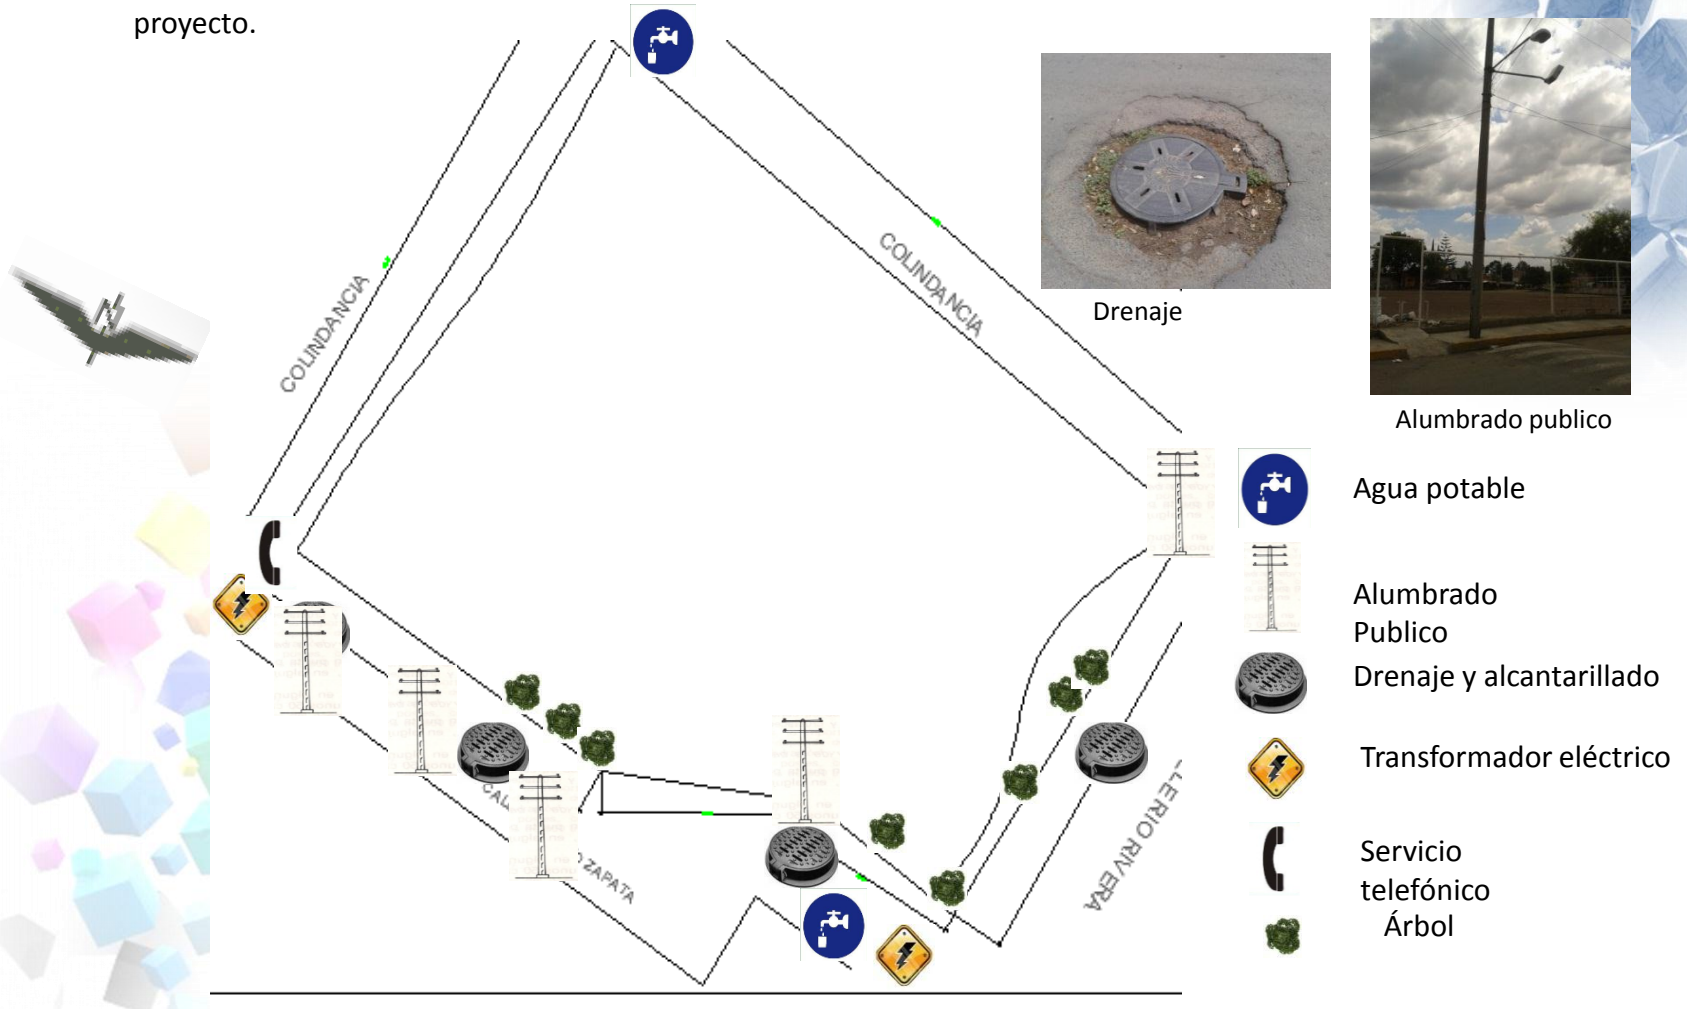 proyecto.
COLINDANCIA
COLINDANCIA
Drenaje
Alumbrado publico
Agua potable
Alumbrado
Publico
Drenaje y alcantarillado
Transformador eléctrico
Servicio
telefónico
Árbol
ZAPATA
RIO RIVERA